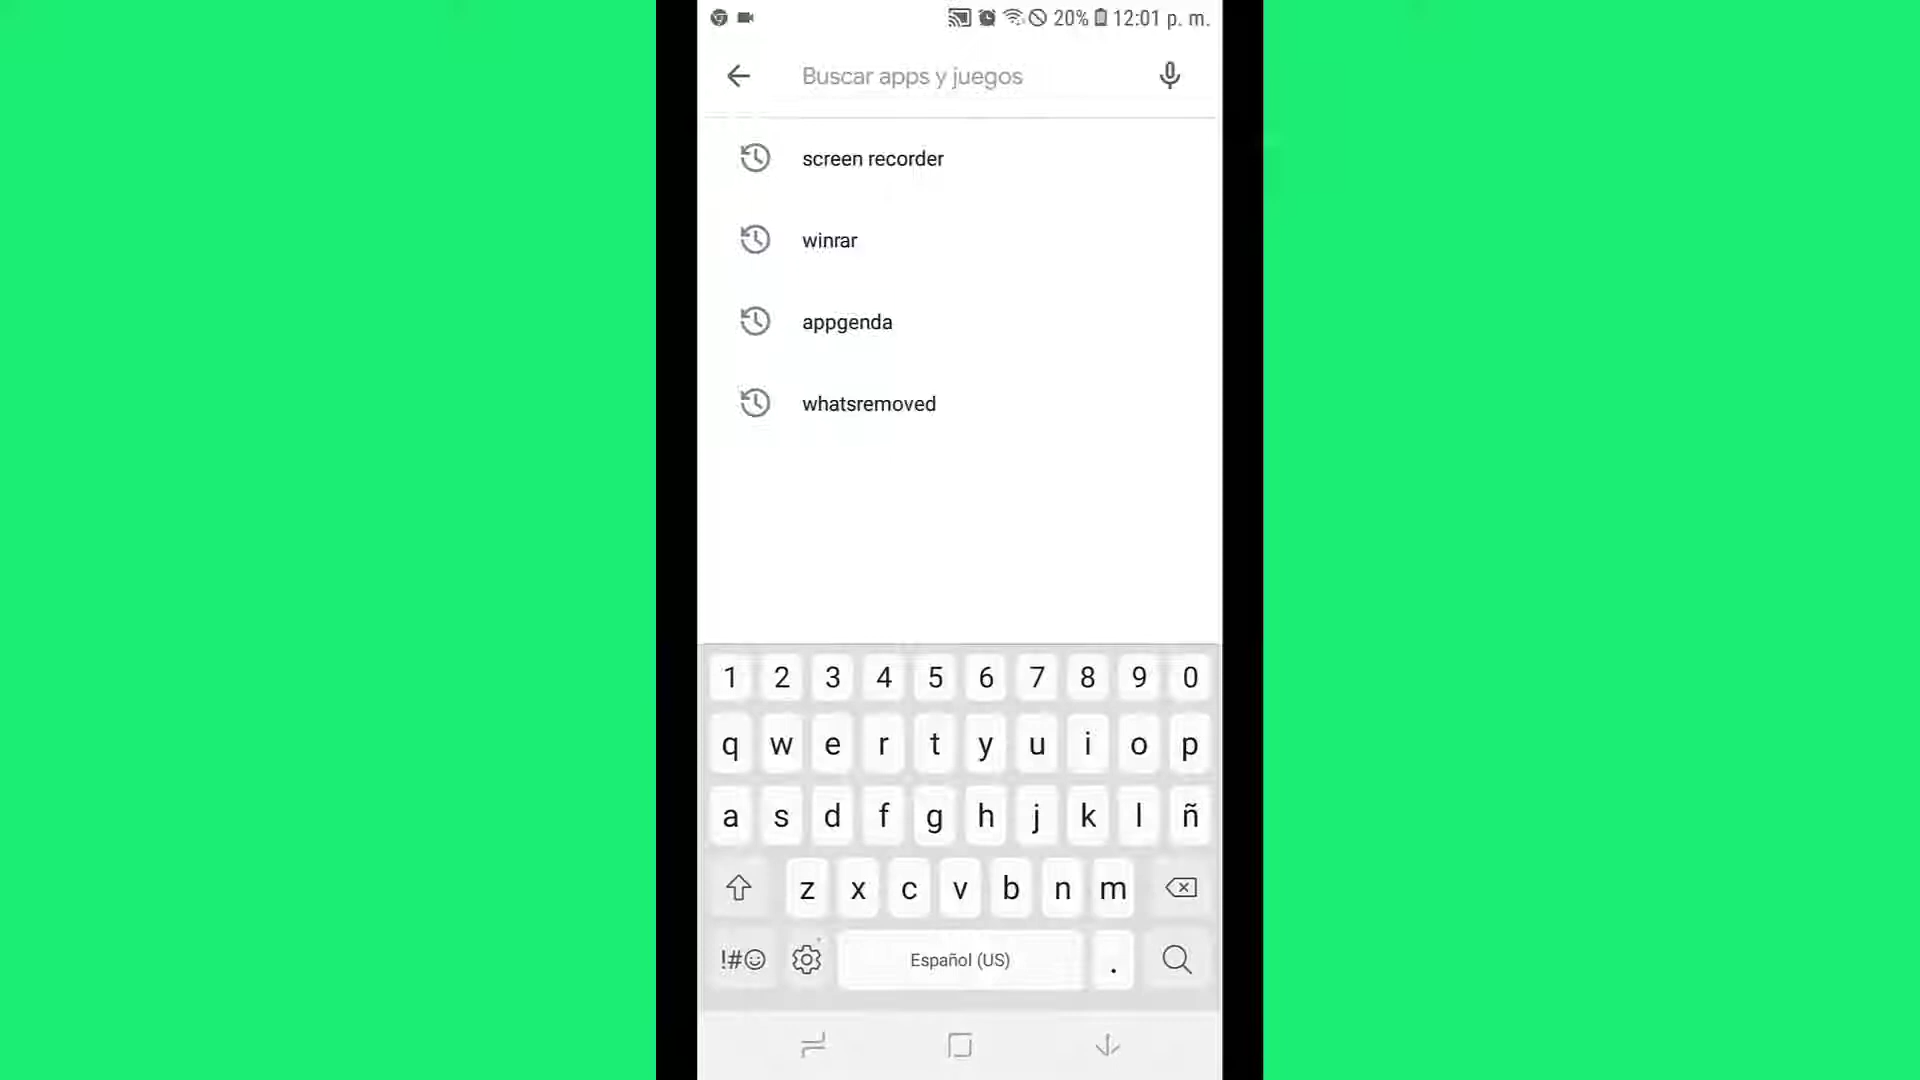 20% 12:01 p. m.
Buscar apps y juegos
screen recorder
winrar
appgenda
whatsremoved
1 2 3 4 5 6 7 8 9 0
q w e r t y u i o p
a s d f g h j k l ñ
z x c v b n m
!#☺ Español (US) .